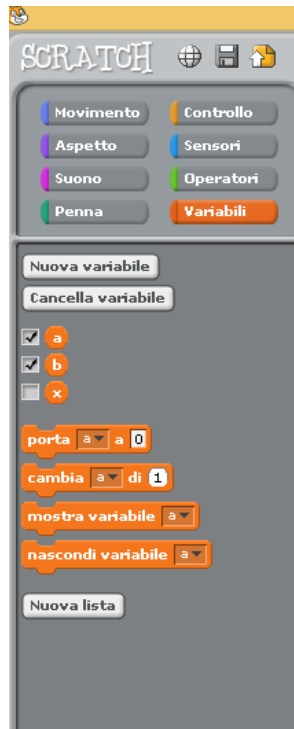 SCRATCH
Movimento Controllo
Aspetto Sensori
Suono Operatori
Penna Variabili
Nuova variabile
Cancella variabile
a
b
x
porta a a 0
cambia a di 1
mostra variabile a
nascondi variabile a
Nuova lista